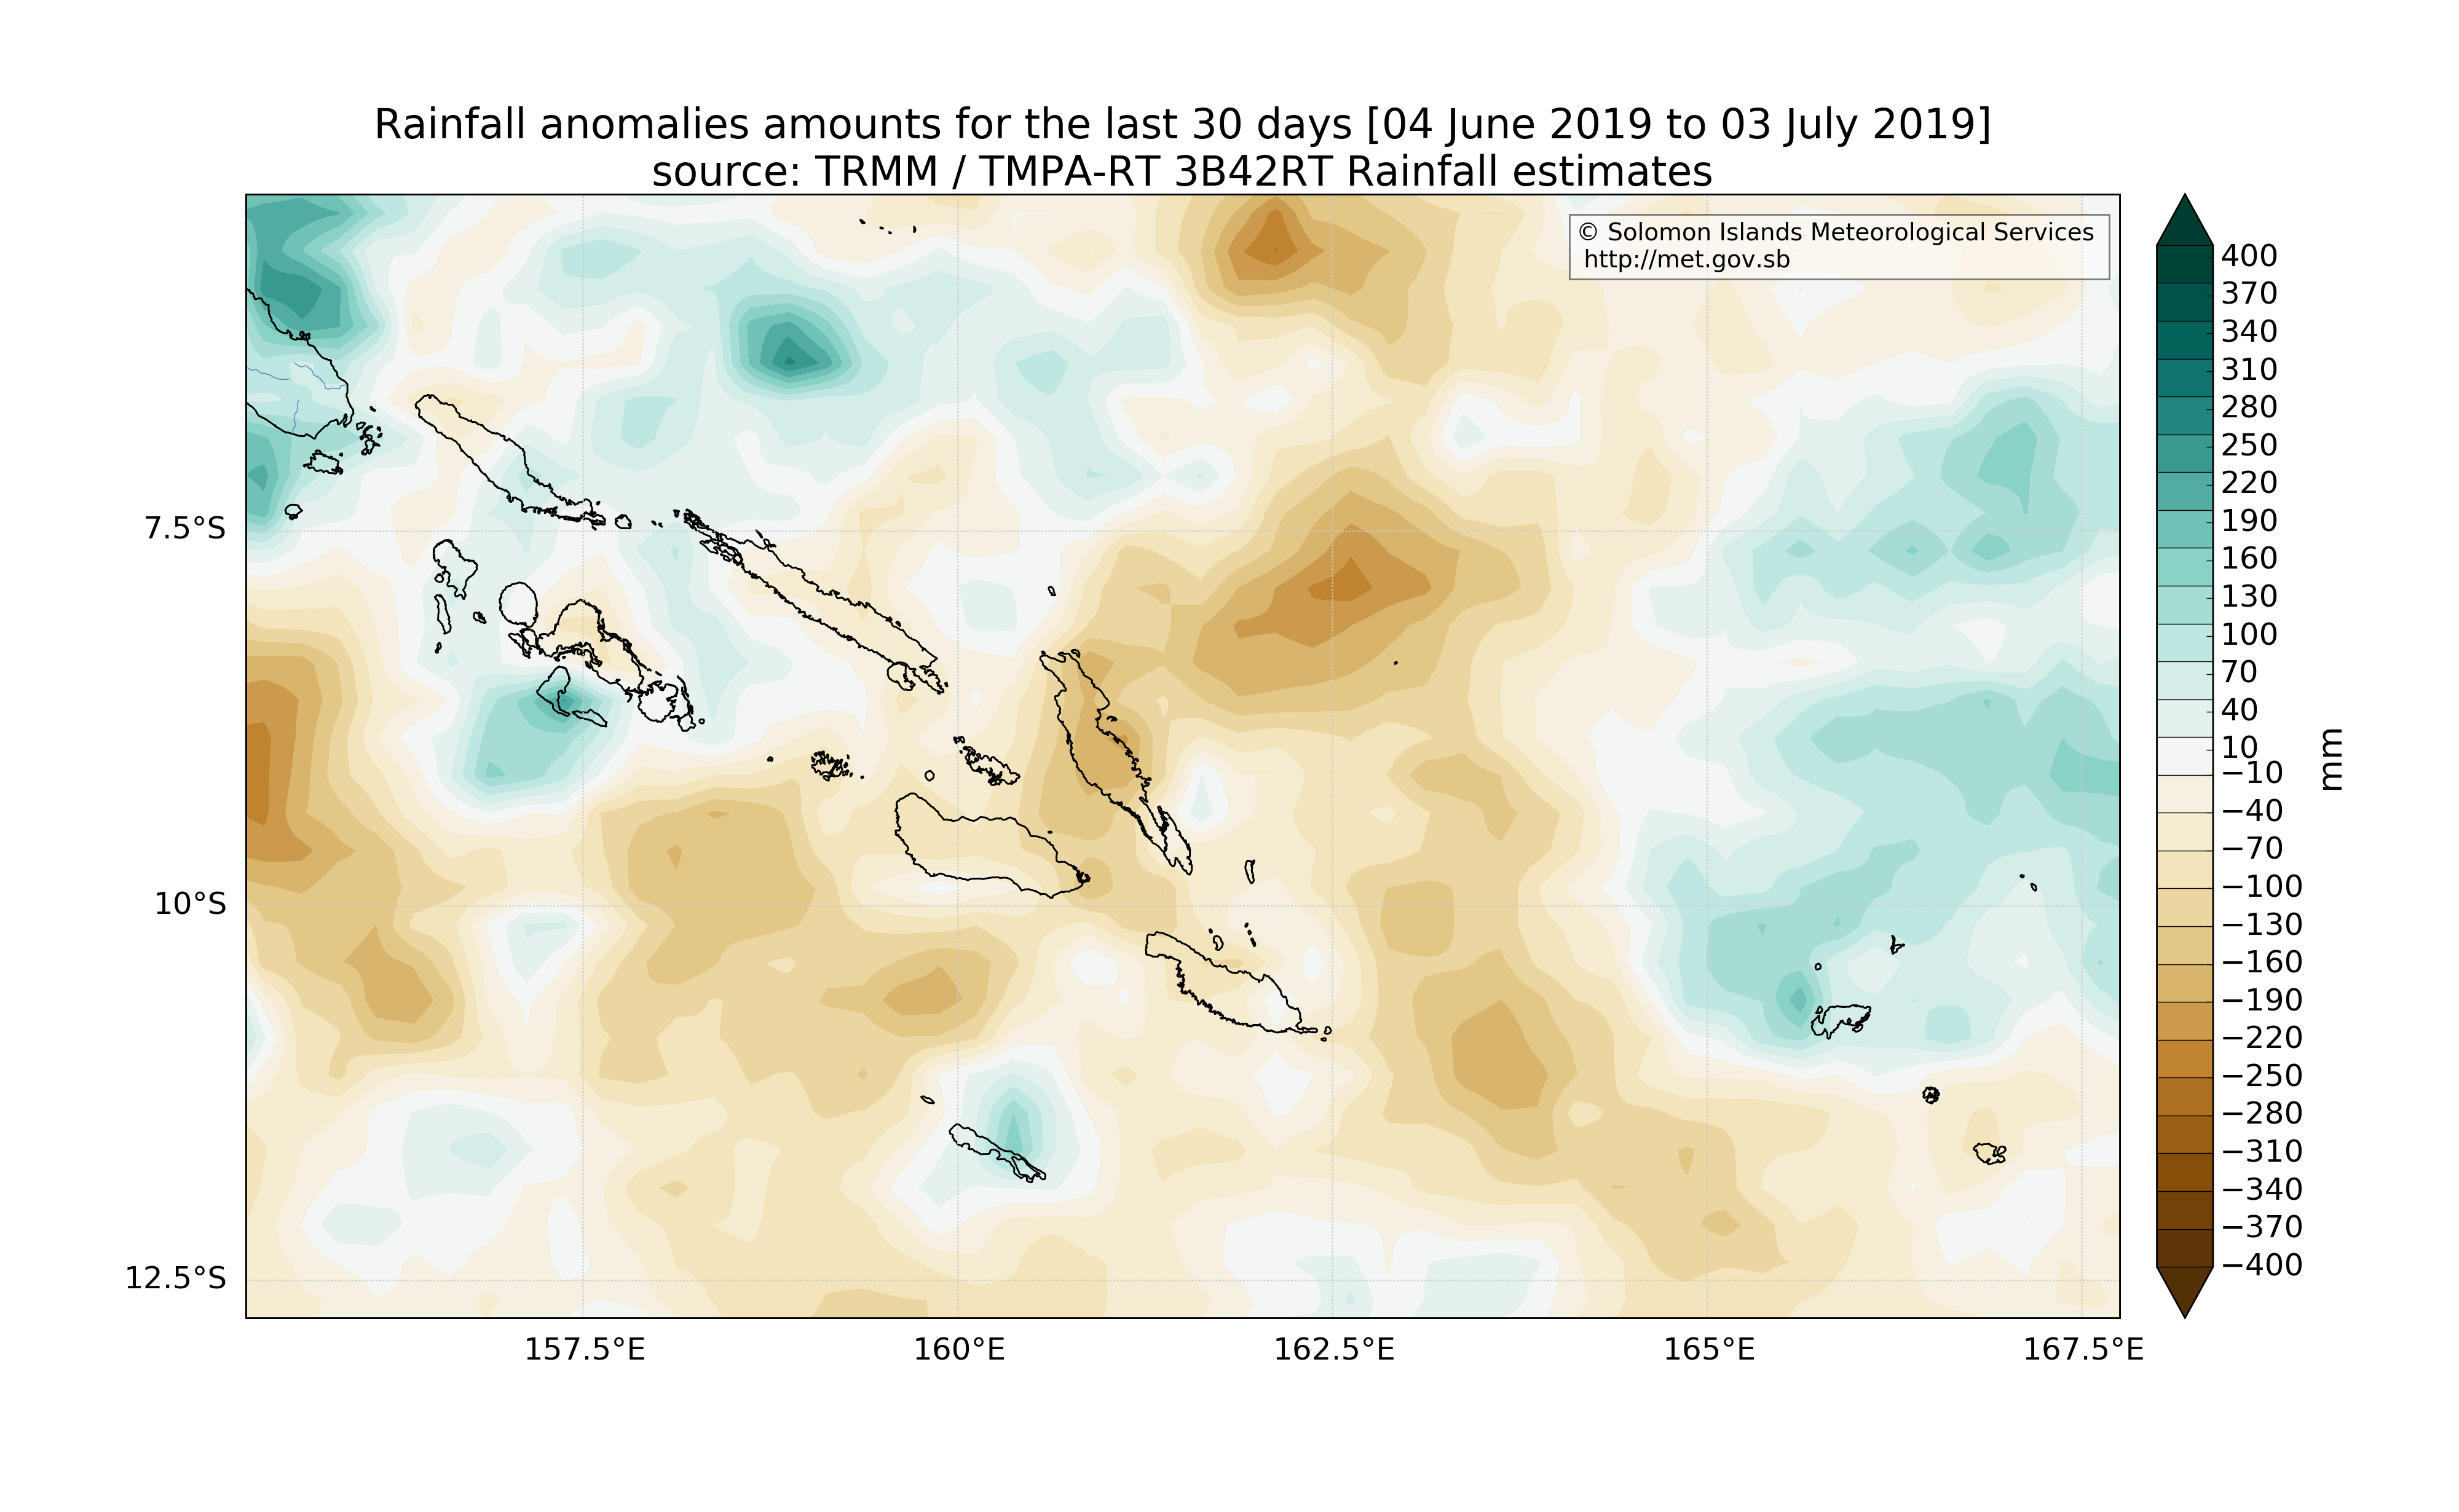 Rainfall anomalies amounts for the last 30 days [04 June 2019 to 03 July 2019]
source: TRMM / TMPA-RT 3B42RT Rainfall estimates
© Solomon Islands Meteorological Services
http://met.gov.sb
7.5°S
10°S
12.5°S
157.5°E
160°E
162.5°E
165°E
167.5°E
400
370
340
310
280
250
220
190
160
130
100
70
40
10
−10
−40
−70
−100
−130
−160
−190
−220
−250
−280
−310
−340
−370
−400
mm